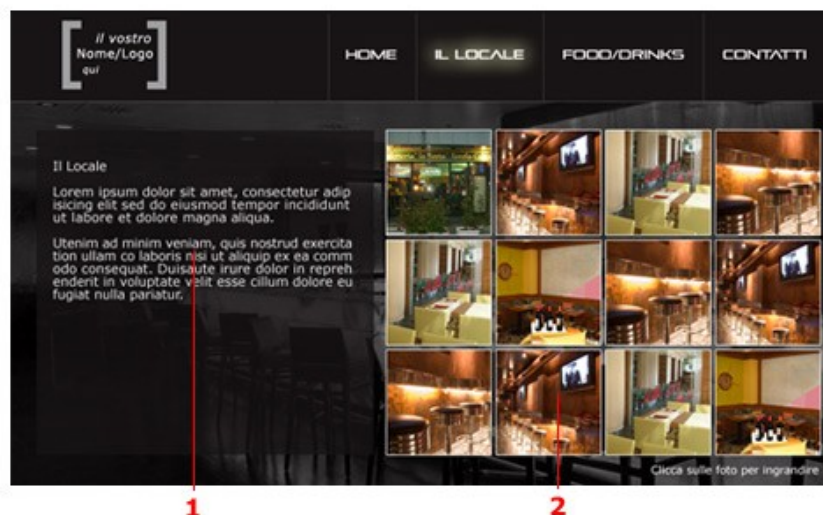 il vostro
Nome/Logo
qui
HOME
IL LOCALE
FOOD/DRINKS
CONTATTI
Il Locale
Lorem ipsum dolor sit amet, consectetur adip
isicing elit sed do eiusmod tempor incididunt
ut labore et dolore magna aliqua.
Utenim ad minim veniam, quis nostrud exercita
tion ullam co laboris nisi ut aliquip ex ea comm
odo consequat. Duisaute irure dolor in repreh
enderit in voluptate velit esse cillum dolore eu
fugiat nulla pariatur.
Clicca sulle foto per ingrandire
1
2